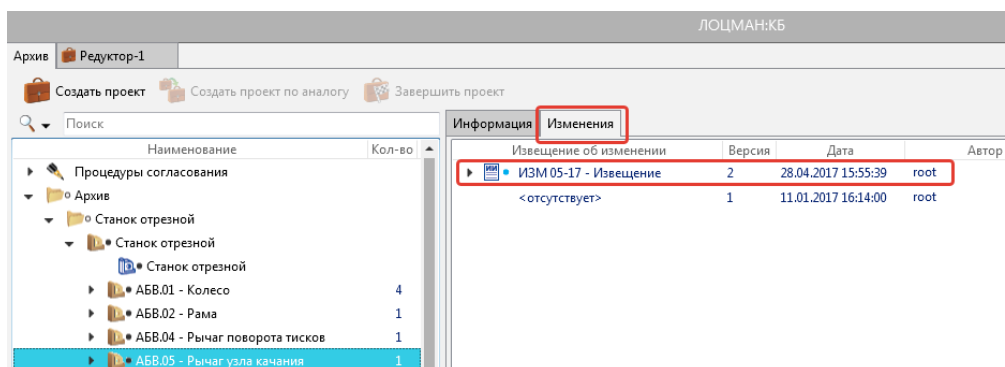 ЛОЦМАН:КБ
Архив Редуктор-1
Создать проект Создать проект по аналогу Завершить проект
Поиск
Информация Изменения
Наименование Кол-во
Извещение об изменении Версия Дата Автор
Процедуры согласования
ИЗМ 05-17 - Извещение 2 28.04.2017 15:55:39 root
Архив
<отсутствует> 1 11.01.2016 16:14:00 root
Станок отрезной
Станок отрезной
Станок отрезной
АБВ.01 - Колесо 4
АБВ.02 - Рама 1
АБВ.04 - Рычаг поворота тисков 1
АБВ.05 - Рычаг узла качания 1